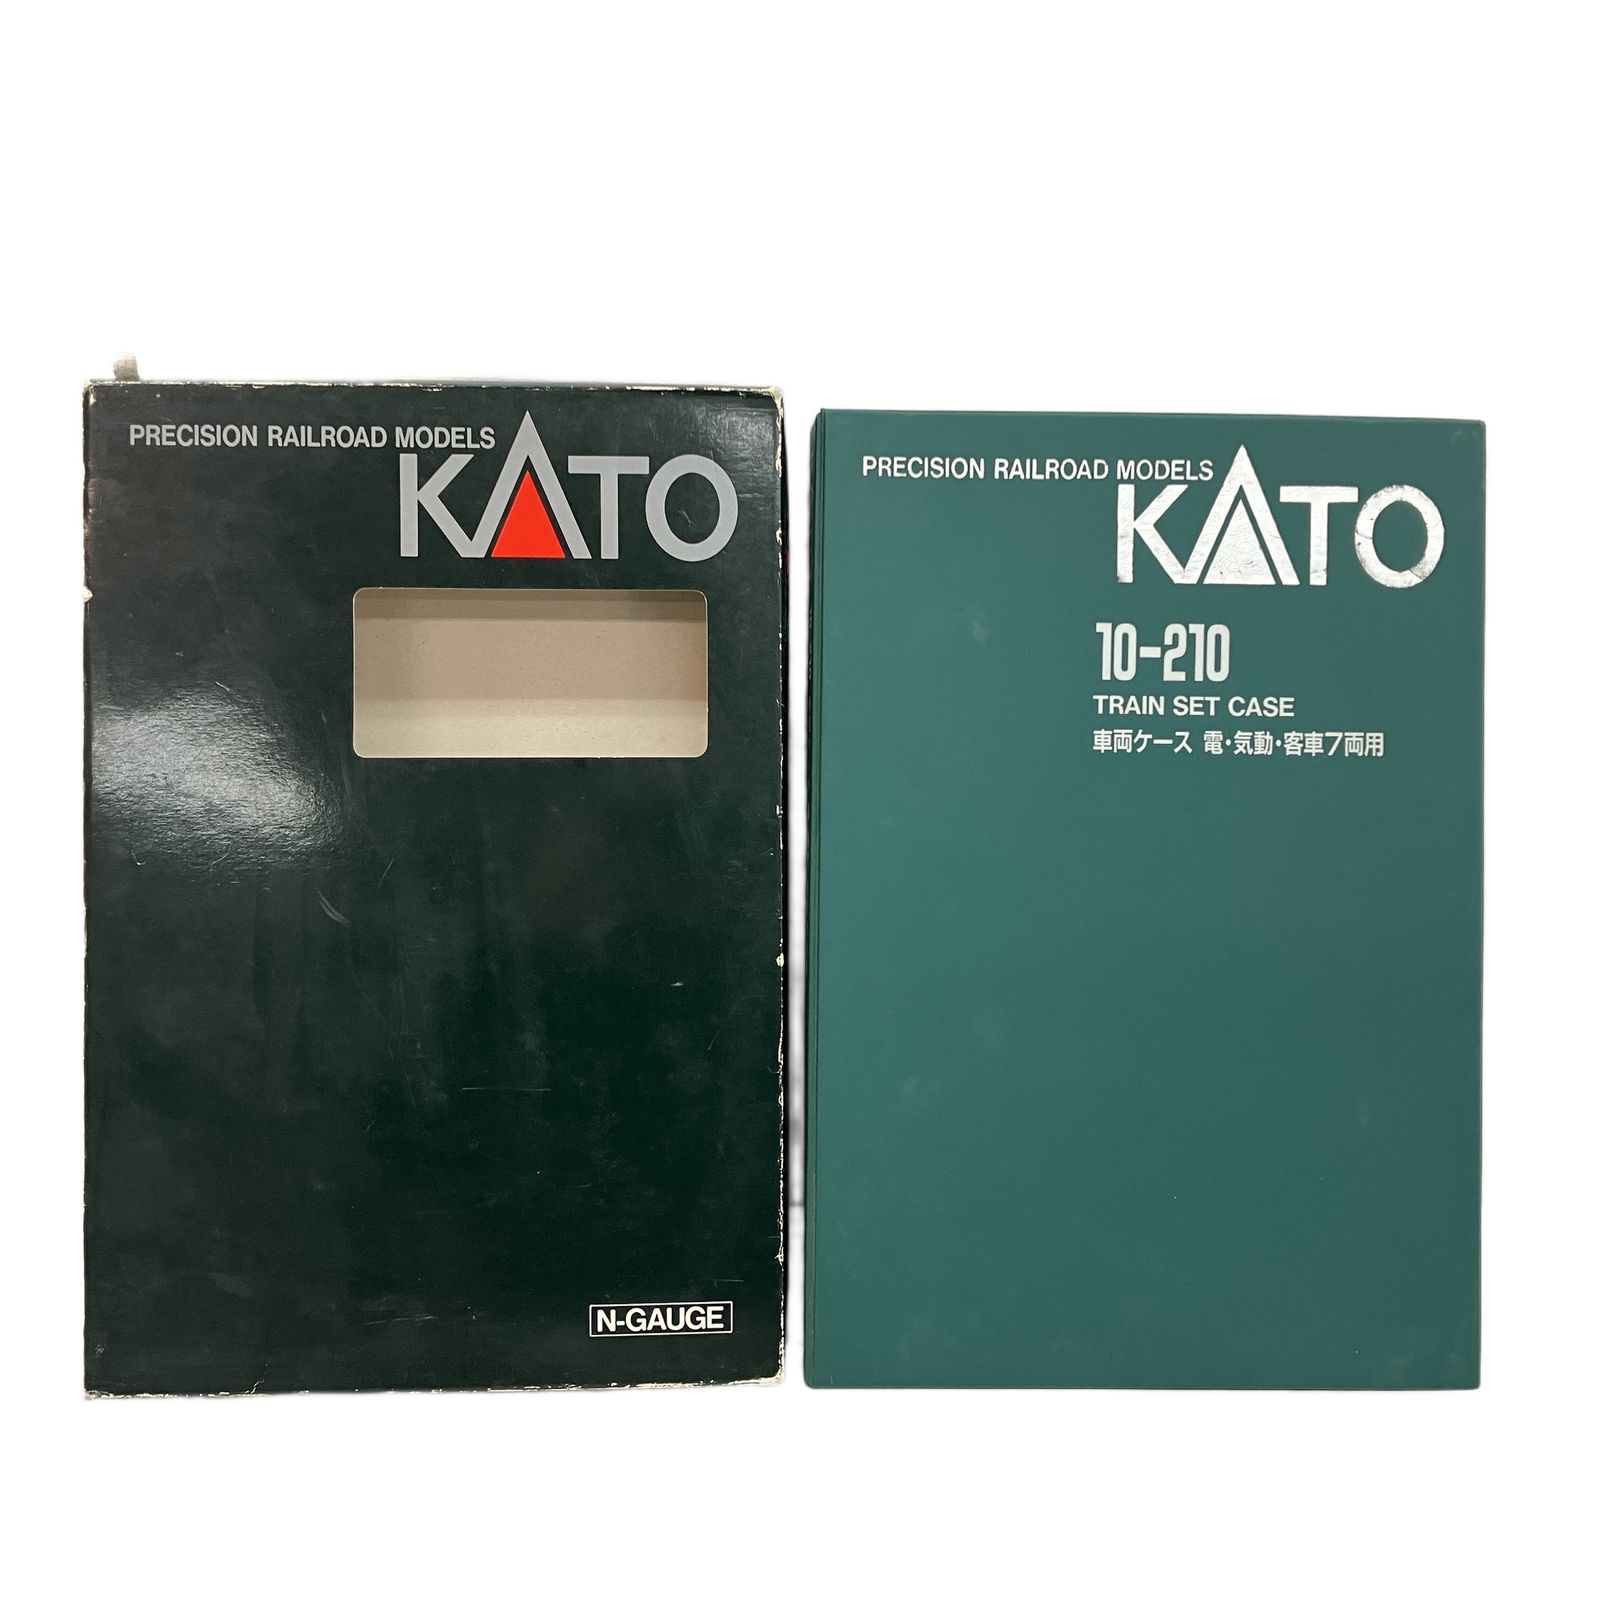 PRECISION RAILROAD MODELS
KATO
N-GAUGE
PRECISION RAILROAD MODELS
KATO
10-210
TRAIN SET CASE
車両ケース 電・気動・客車7両用